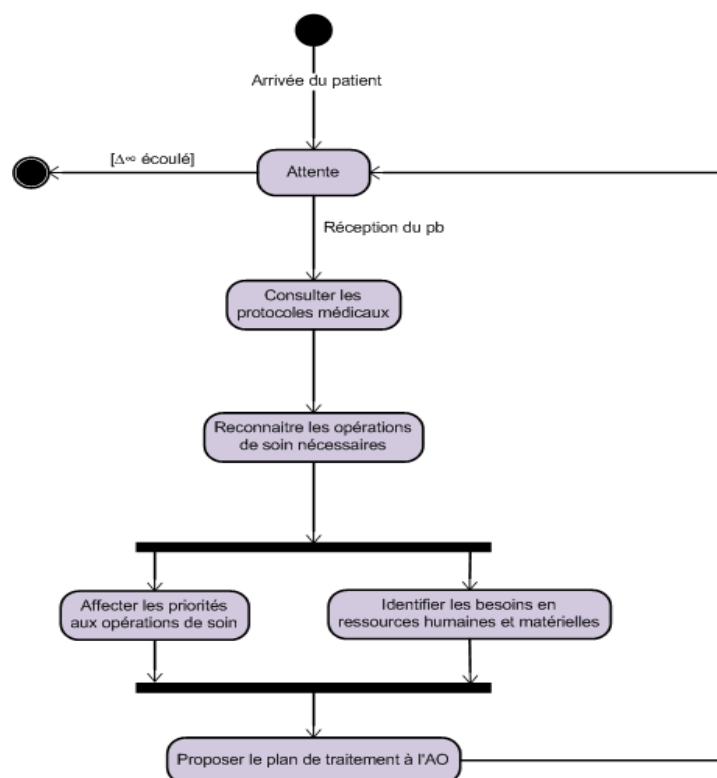 Arrivée du patient
[Δ∞ écoulé]
Attente
Réception du pb
Consulter les
protocoles médicaux
Reconnaitre les opérations
de soin nécessaires
Affecter les priorités
aux opérations de soin
Identifier les besoins en
ressources humaines et matérielles
Proposer le plan de traitement à l'AO